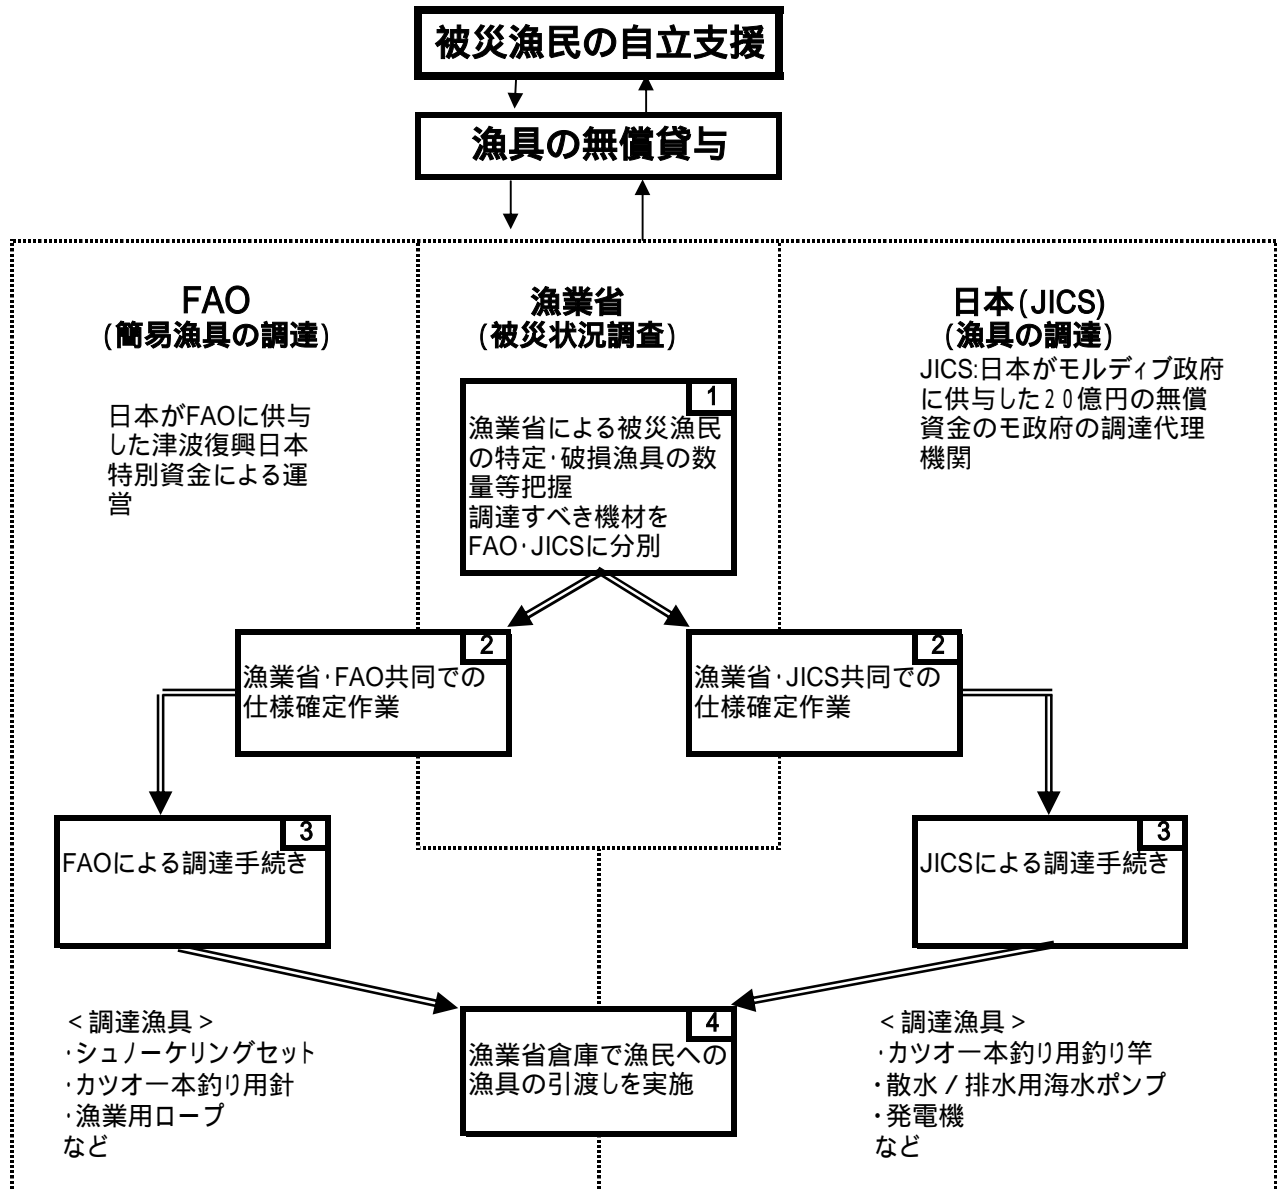 被災漁民の自立支援
漁具の無償貸与
FAO
(簡易漁具の調達)
日本がFAOに供与
した津波復興日本
特別資金による運
営
漁業省
(被災状況調査)
1
漁業省による被災漁民
の特定・破損漁具の数
量等把握
調達すべき機材を
FAO・JICSに分別
日本(JICS)
(漁具の調達)
JICS:日本がモルディブ政府
に供与した20億円の無償
資金のモ政府の調達代理
機関
2
漁業省・FAO共同での
仕様確定作業
2
漁業省・JICS共同での
仕様確定作業
3
FAOによる調達手続き
3
JICSによる調達手続き
<調達漁具>
・シュノーケリングセット
・カツオ一本釣り用針
・漁業用ロープ
など
4
漁業省倉庫で漁民への
漁具の引渡しを実施
<調達漁具>
・カツオ一本釣り用釣り竿
・散水/排水用海水ポンプ
・発電機
など